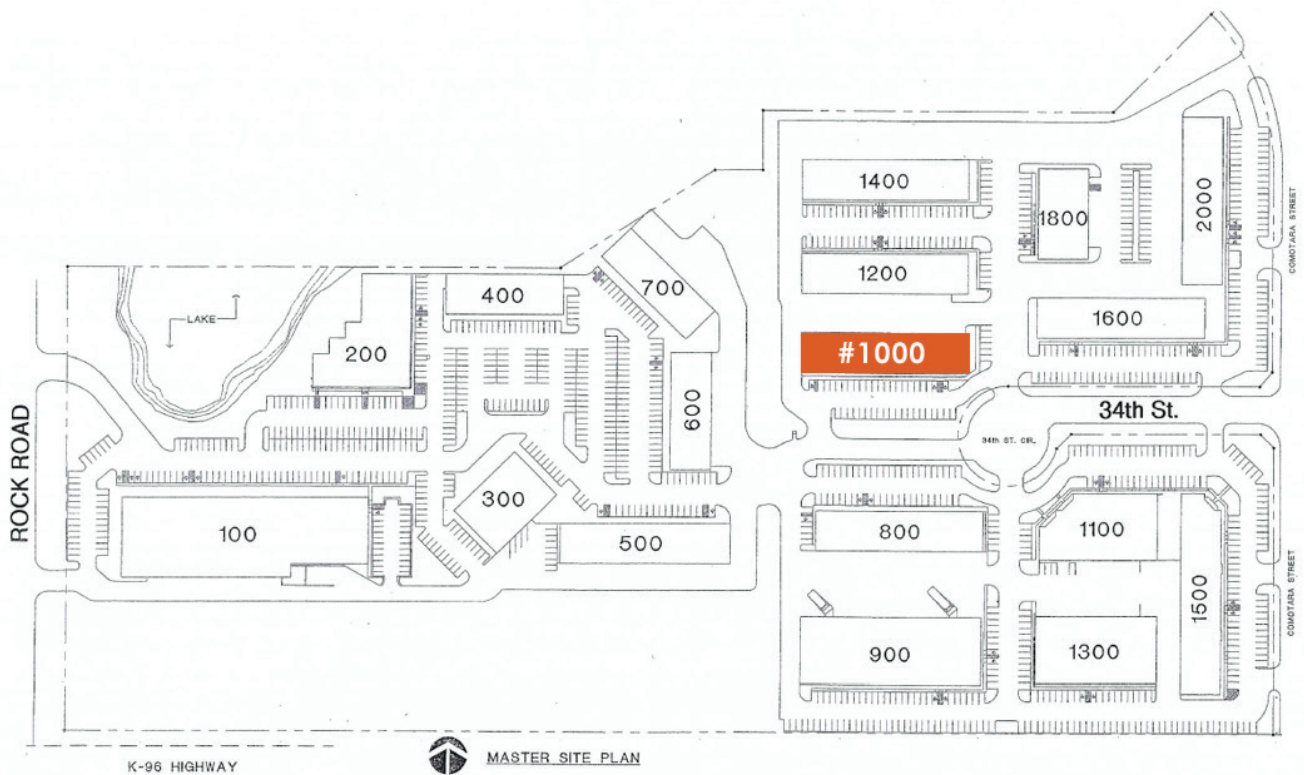 1400
1800
2000
COMOTARA STREET
1200
700
400
LAKE
200
1600
#1000
600
34th St.
34th ST. CIR.
ROCK ROAD
300
100
500
800
1100
1500
COMOTARA STREET
900
1300
K-96 HIGHWAY
MASTER SITE PLAN